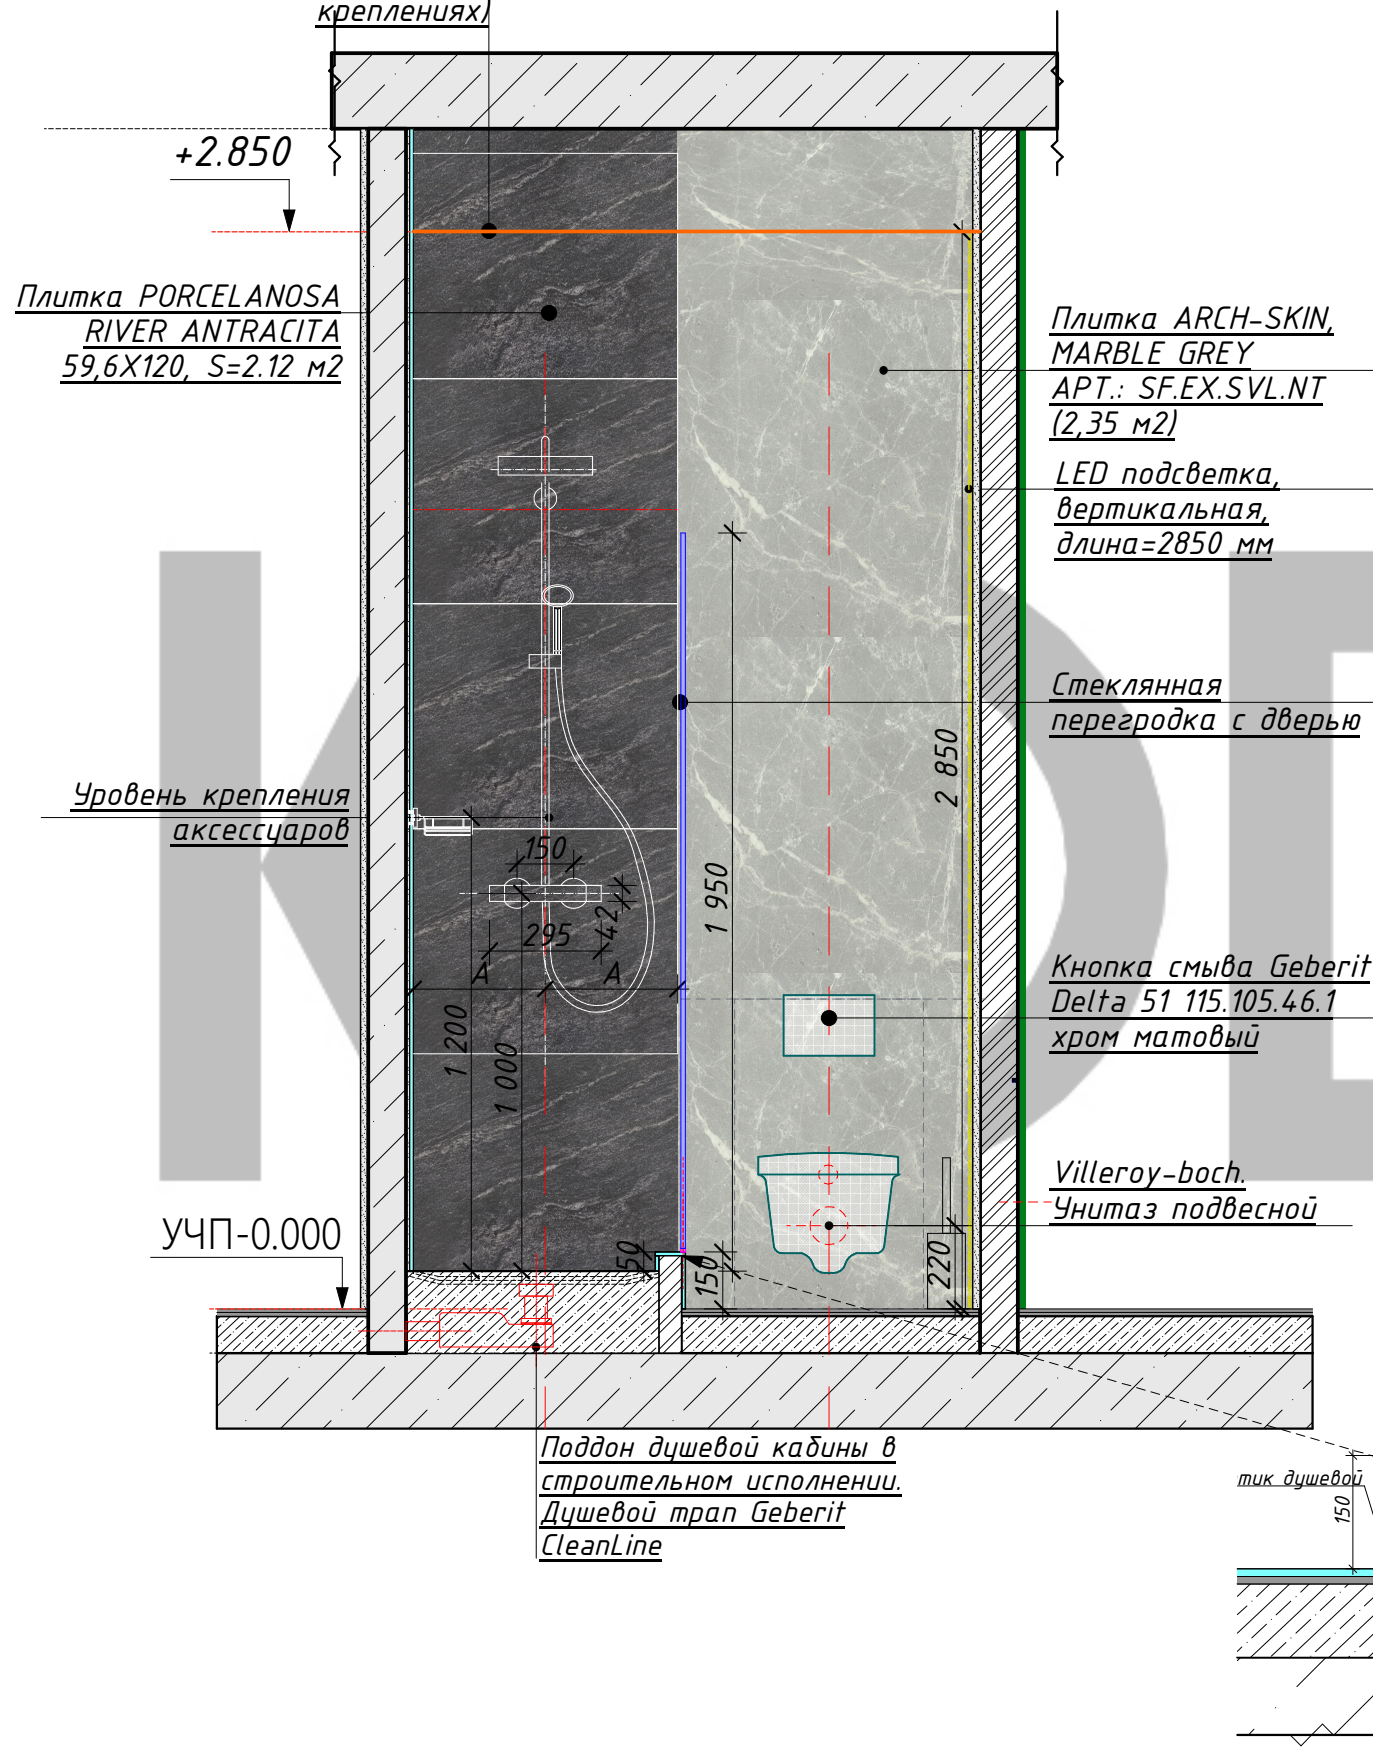 креплениях)
+2.850
Плитка PORCELANOSA
RIVER ANTRACITA
59,6X120, S=2.12 м2
Плитка ARCH-SKIN,
MARBLE GREY
АРТ.: SF.EX.SVL.NT
(2,35 м2)
LED подсветка,
вертикальная,
длина=2850 мм
Стеклянная
перегродка с дверью
2 850
Уровень крепления
аксессуаров
150
1 950
42
295
A
A
Кнопка смыва Geberit
Delta 51 115.105.46.1
хром матовый
1 200
1 000
Villeroy-boch.
Унитаз подвесной
УЧП-0.000
50
150
220
Поддон душевой кабины в
строительном исполнении.
Душевой трап Geberit
CleanLine
тик душевой
150